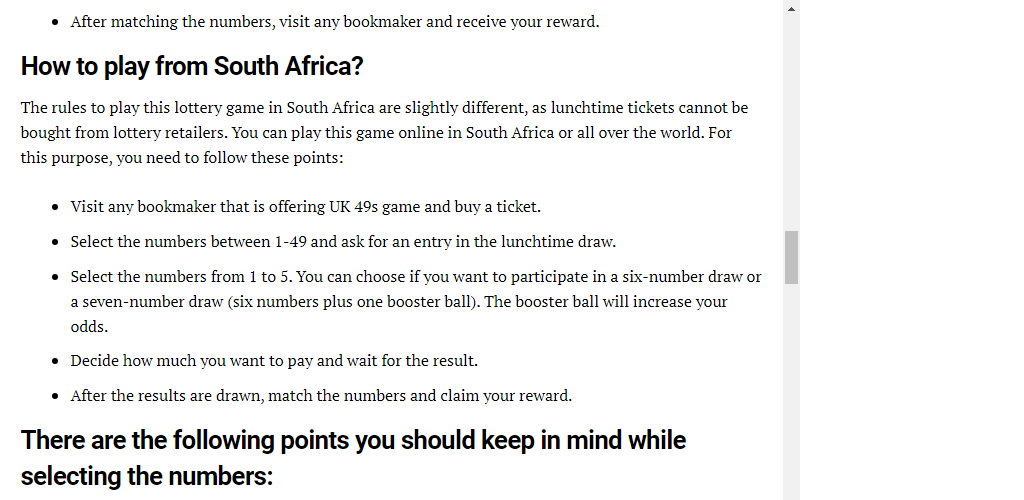 • After matching the numbers, visit any bookmaker and receive your reward.
How to play from South Africa?
The rules to play this lottery game in South Africa are slightly different, as lunchtime tickets cannot be
bought from lottery retailers. You can play this game online in South Africa or all over the world. For
this purpose, you need to follow these points:
• Visit any bookmaker that is offering UK 49s game and buy a ticket.
• Select the numbers between 1-49 and ask for an entry in the lunchtime draw.
• Select the numbers from 1 to 5. You can choose if you want to participate in a six-number draw or
a seven-number draw (six numbers plus one booster ball). The booster ball will increase your
odds.
• Decide how much you want to pay and wait for the result.
• After the results are drawn, match the numbers and claim your reward.
There are the following points you should keep in mind while
selecting the numbers: